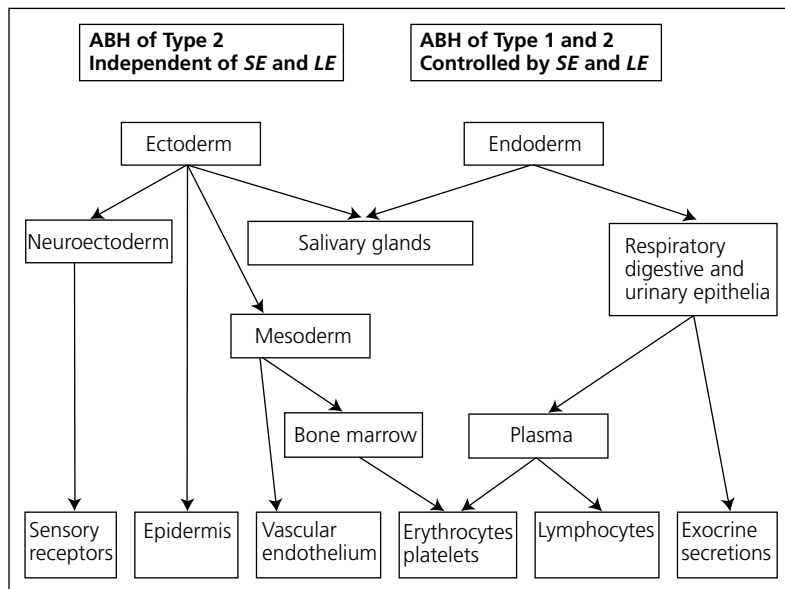 ABH of Type 2
Independent of SE and LE
ABH of Type 1 and 2
Controlled by SE and LE
Ectoderm
Endoderm
Neuroectoderm
Salivary glands
Respiratory
digestive and
urinary epithelia
Mesoderm
Bone marrow
Plasma
Sensory
receptors
Epidermis
Vascular
endothelium
Erythrocytes
platelets
Lymphocytes
Exocrine
secretions